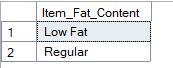 Item_Fat_Content
1 Low Fat
2 Regular